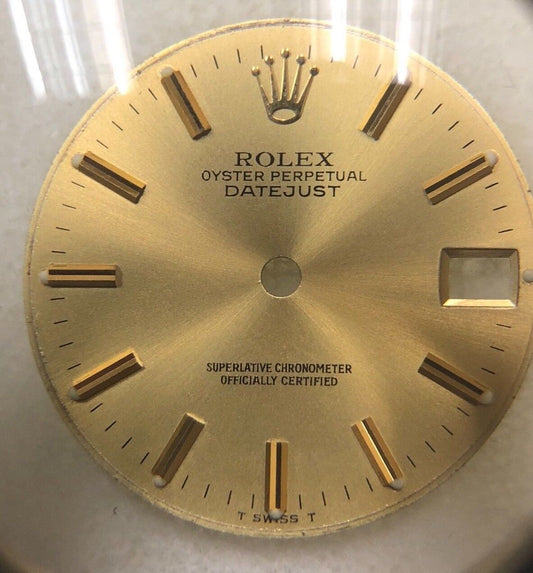 ROLEX
OYSTER PERPETUAL
DATEJUST
SUPERLATIVE CHRONOMETER
OFFICIALLY CERTIFIED
T SWISS T